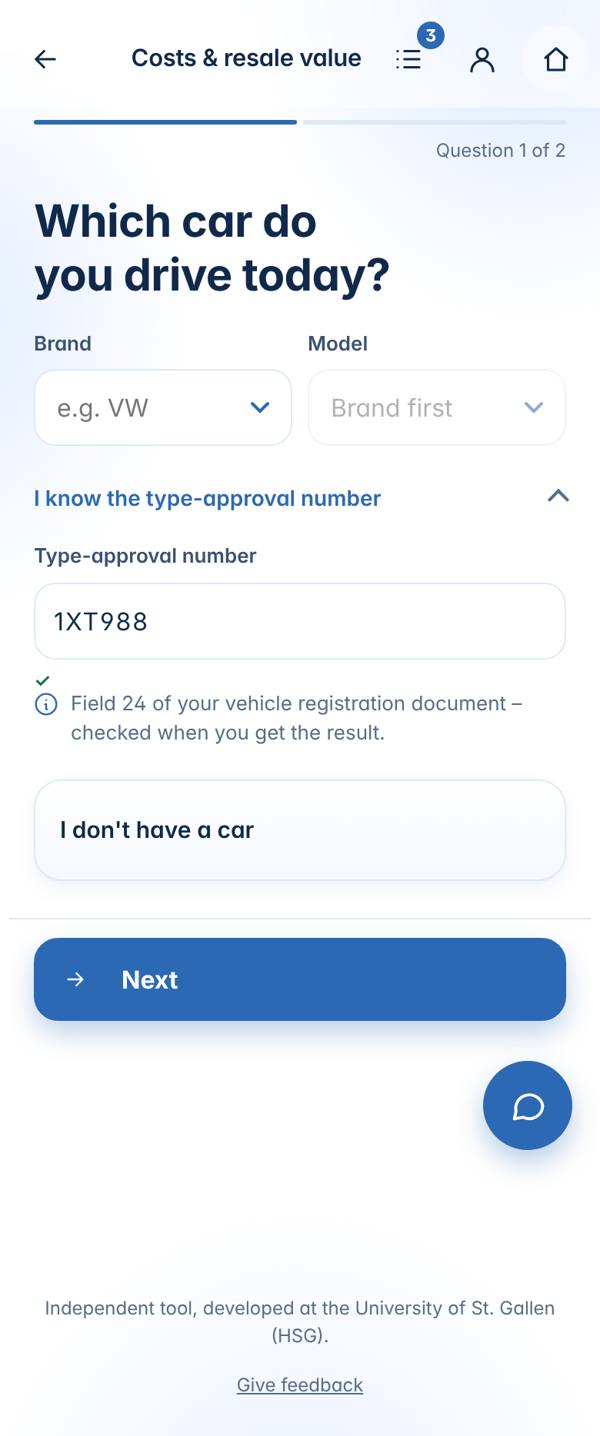 Costs & resale value
3
Question 1 of 2
Which car do
you drive today?
Brand
Model
e.g. VW
Brand first
I know the type-approval number
Type-approval number
1XT988
Field 24 of your vehicle registration document –
checked when you get the result.
I don't have a car
Next
Independent tool, developed at the University of St. Gallen
(HSG).
Give feedback